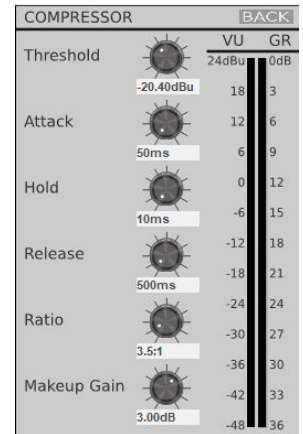 COMPRESSOR BACK
VU GR
Threshold
-20.40dBu
Attack
50ms
Hold
10ms
Release
500ms
Ratio
3.5:1
Makeup Gain
3.00dB
24dBu 0dB
18 3
12 6
6 9
0 12
-6 15
-12 18
-18 21
-24 24
-30 27
-36 30
-42 33
-48 36